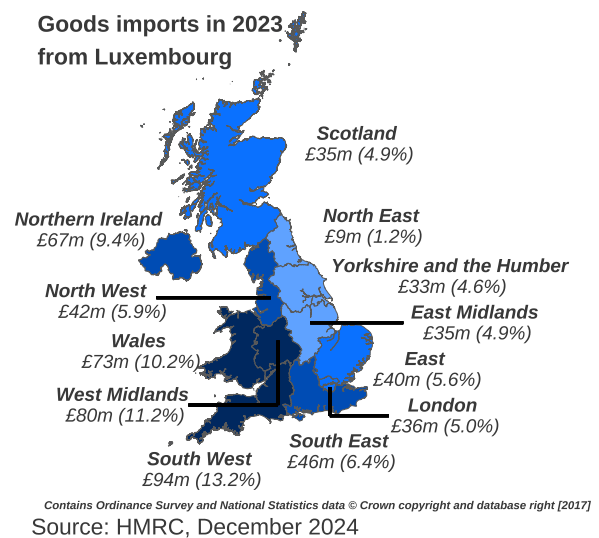 Goods imports in 2023
from Luxembourg
Scotland
£35m (4.9%)
Northern Ireland
£67m (9.4%)
North East
£9m (1.2%)
Yorkshire and the Humber
£33m (4.6%)
North West
£42m (5.9%)
East Midlands
£35m (4.9%)
Wales
£73m (10.2%)
East
£40m (5.6%)
West Midlands
£80m (11.2%)
London
£36m (5.0%)
South East
£46m (6.4%)
South West
£94m (13.2%)
Contains Ordinance Survey and National Statistics data © Crown copyright and database right [2017]
Source: HMRC, December 2024